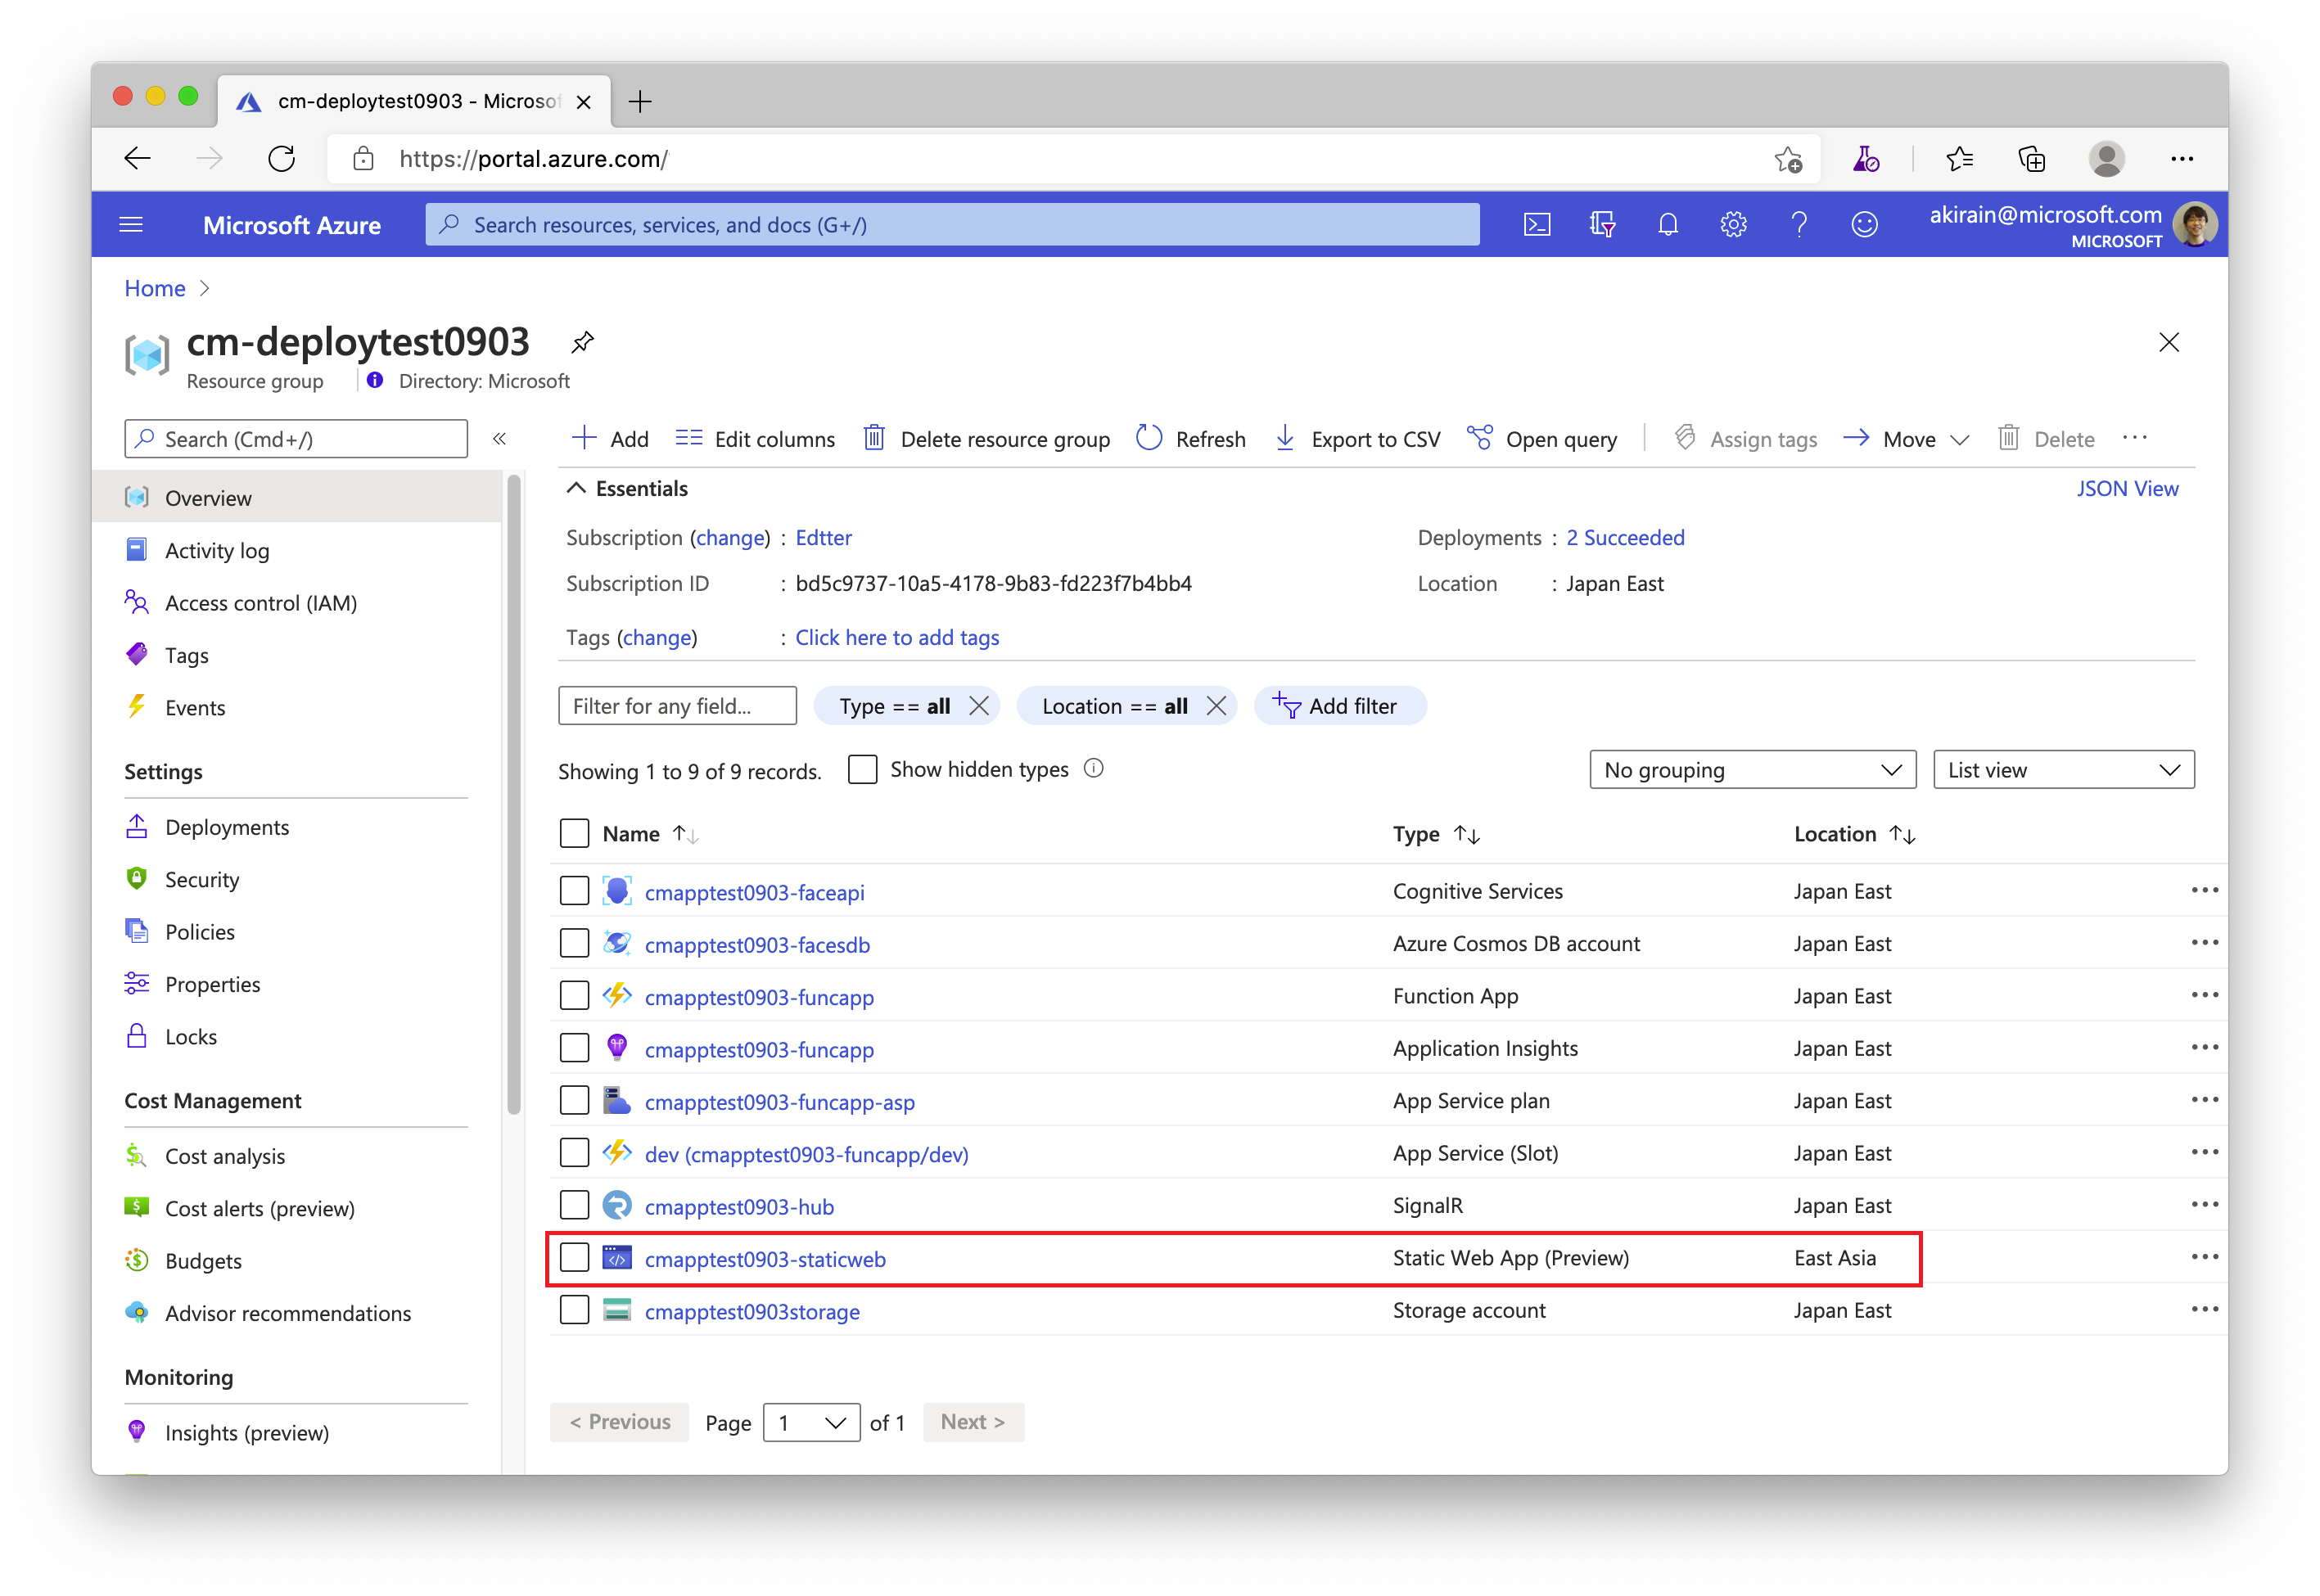 cm-deploytest0903 - Microsof
https://portal.azure.com/
Microsoft Azure
Search resources, services, and docs (G+/)
akirain@microsoft.com
MICROSOFT
Home
cm-deploytest0903
Resource group
Directory: Microsoft
Search (Cmd+/)
«
Add
Edit columns
Delete resource group
Refresh
Export to CSV
Open query
Assign tags
Move
Delete
Overview
Activity log
Access control (IAM)
Tags
Events
Settings
Deployments
Security
Policies
Properties
Locks
Cost Management
Cost analysis
Cost alerts (preview)
Budgets
Advisor recommendations
Monitoring
Insights (preview)
Essentials
JSON View
Subscription (change) : Edtter
Deployments : 2 Succeeded
Subscription ID : bd5c9737-10a5-4178-9b83-fd223f7b4bb4
Location : Japan East
Tags (change) : Click here to add tags
Filter for any field...
Type == all
Location == all
Add filter
Showing 1 to 9 of 9 records.
Show hidden types
No grouping
List view
Name Type Location
cmapptest0903-faceapi Cognitive Services Japan East
cmapptest0903-facesdb Azure Cosmos DB account Japan East
cmapptest0903-funcapp Function App Japan East
cmapptest0903-funcapp Application Insights Japan East
cmapptest0903-funcapp-asp App Service plan Japan East
dev (cmapptest0903-funcapp/dev) App Service (Slot) Japan East
cmapptest0903-hub SignalR Japan East
cmapptest0903-staticweb Static Web App (Preview) East Asia
cmapptest0903storage Storage account Japan East
< Previous Page 1 of 1 Next >